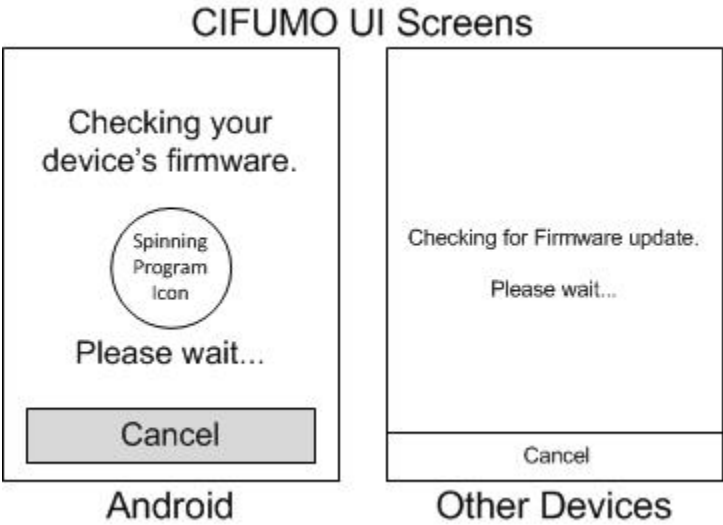 CIFUMO UI Screens
Checking your
device's firmware.
Spinning
Program
Icon
Please wait...
Cancel
Android
Checking for Firmware update.
Please wait...
Cancel
Other Devices